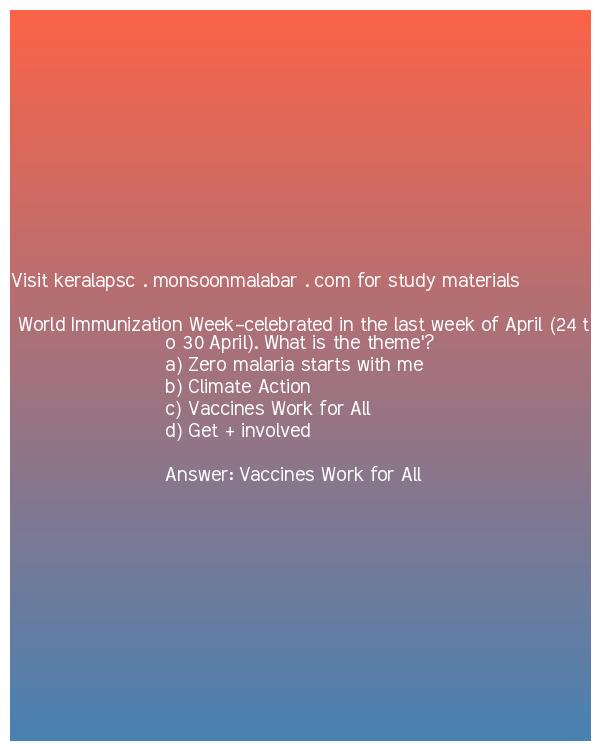 Visit keralapsc . monsoonmalabar . com for study materials
World Immunization Week-celebrated in the last week of April (24 t
o 30 April). What is the theme'?
a) Zero malaria starts with me
b) Climate Action
c) Vaccines Work for All
d) Get + involved
Answer: Vaccines Work for All